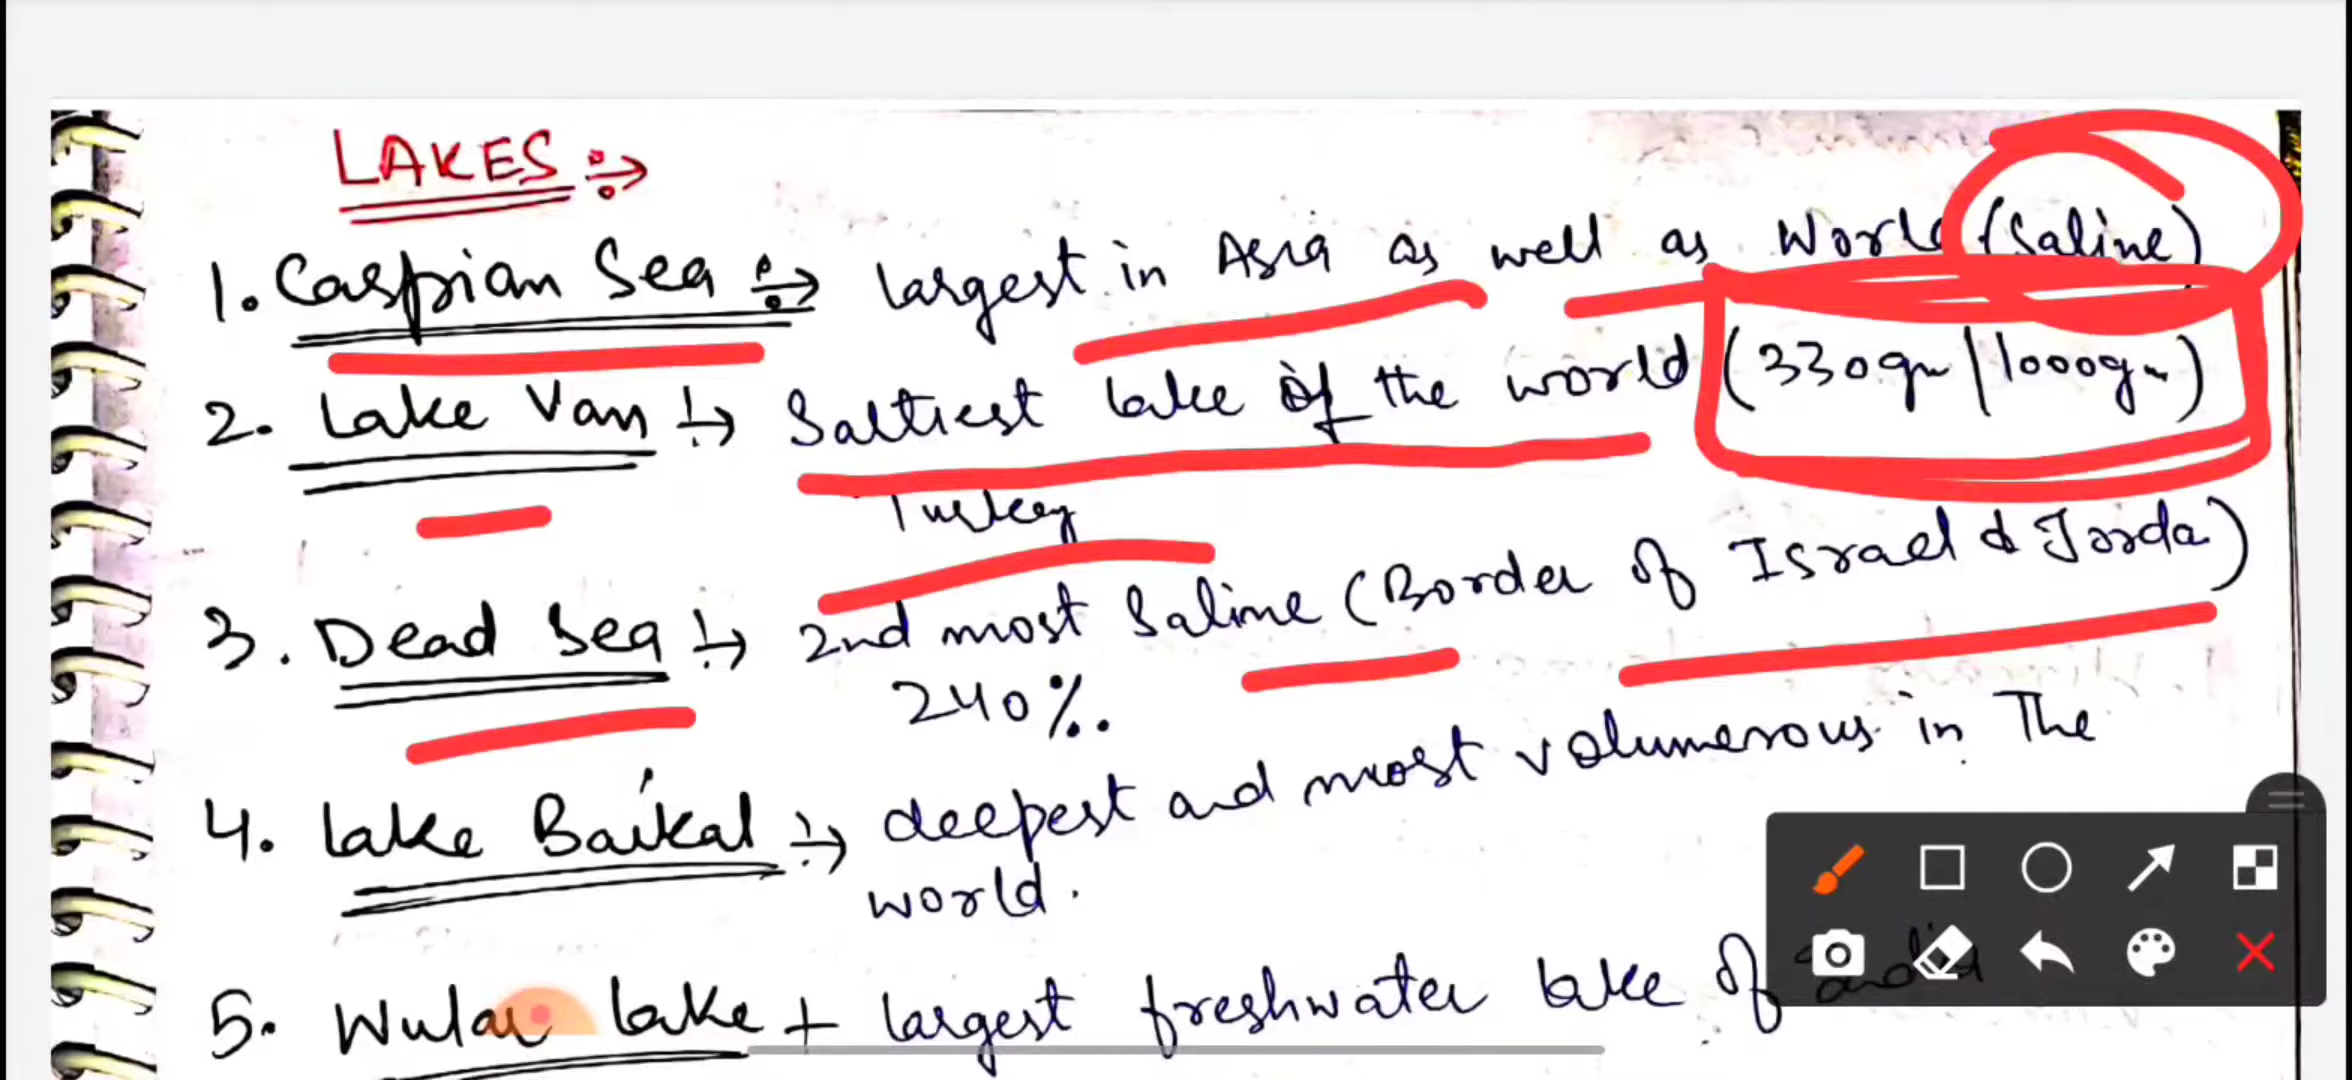 LAKES
1. Caspian Sea → largest in Asia as well as World (Saline)
2. Lake Van → Saltiest lake of the world (330gm/1000gm)
Turkey
3. Dead Sea → 2nd most Saline (Border of Israel & Jorda)
240%.
4. Lake Baikal → deepest and most volumerous in The
world.
5. Wular lake → largest freshwater lake of